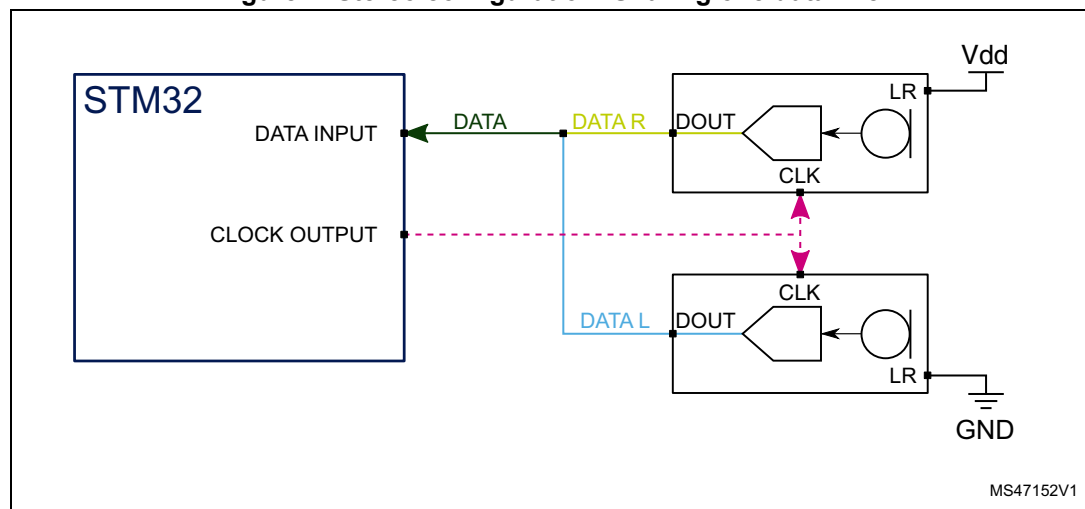 Vdd
STM32
LR
DATA INPUT
DATA
DATA R
DOUT
CLK
CLOCK OUTPUT
CLK
DATA L
DOUT
LR
GND
MS47152V1